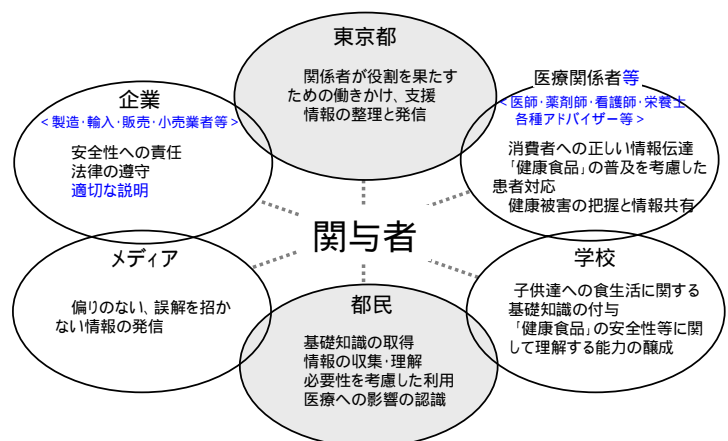 東京都
関係者が役割を果たす
ための働きかけ、支援
情報の整理と発信
企業
<製造・輸入・販売・小売業者等>
安全性への責任
法律の遵守
適切な説明
医療関係者等
<医師・薬剤師・看護師・栄養士
各種アドバイザー等>
消費者への正しい情報伝達
「健康食品」の普及を考慮した
患者対応
健康被害の把握と情報共有
関与者
メディア
偏りのない、誤解を招か
ない情報の発信
都民
基礎知識の取得
情報の収集・理解
必要性を考慮した利用
医療への影響の認識
学校
子供達への食生活に関する
基礎知識の付与
「健康食品」の安全性等に関
して理解する能力の醸成